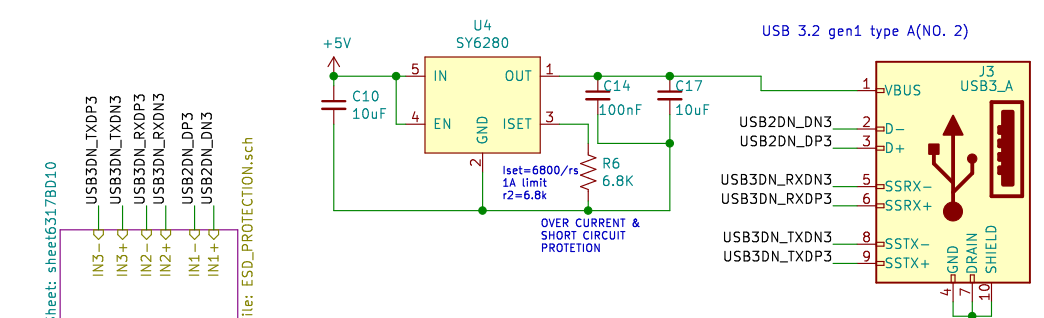 USB 3.2 gen1 type A(NO. 2)
U4
SY6280
+5V
5 IN
OUT 1
4 EN
ISET 3
GND
2
C10
10uF
C14
100nF
C17
10uF
R6
6.8K
Iset=6800/rs
1A limit
r2=6.8k
OVER CURRENT &
SHORT CIRCUIT
PROTETION
J3
USB3_A
1 VBUS
USB2DN_DN3 2 D-
USB2DN_DP3 3 D+
USB3DN_RXDN3 5 SSRX-
USB3DN_RXDP3 6 SSRX+
USB3DN_TXDN3 8 SSTX-
USB3DN_TXDP3 9 SSTX+
GND
DRAIN
SHIELD
4
7
10
USB3DN_TXDP3
USB3DN_TXDN3
USB3DN_RXDP3
USB3DN_RXDN3
USB2DN_DP3
USB2DN_DN3
IN3-
IN3+
IN2-
IN2+
IN1-
IN1+
heet: sheet6317BD10
ile: ESD_PROTECTION.sch